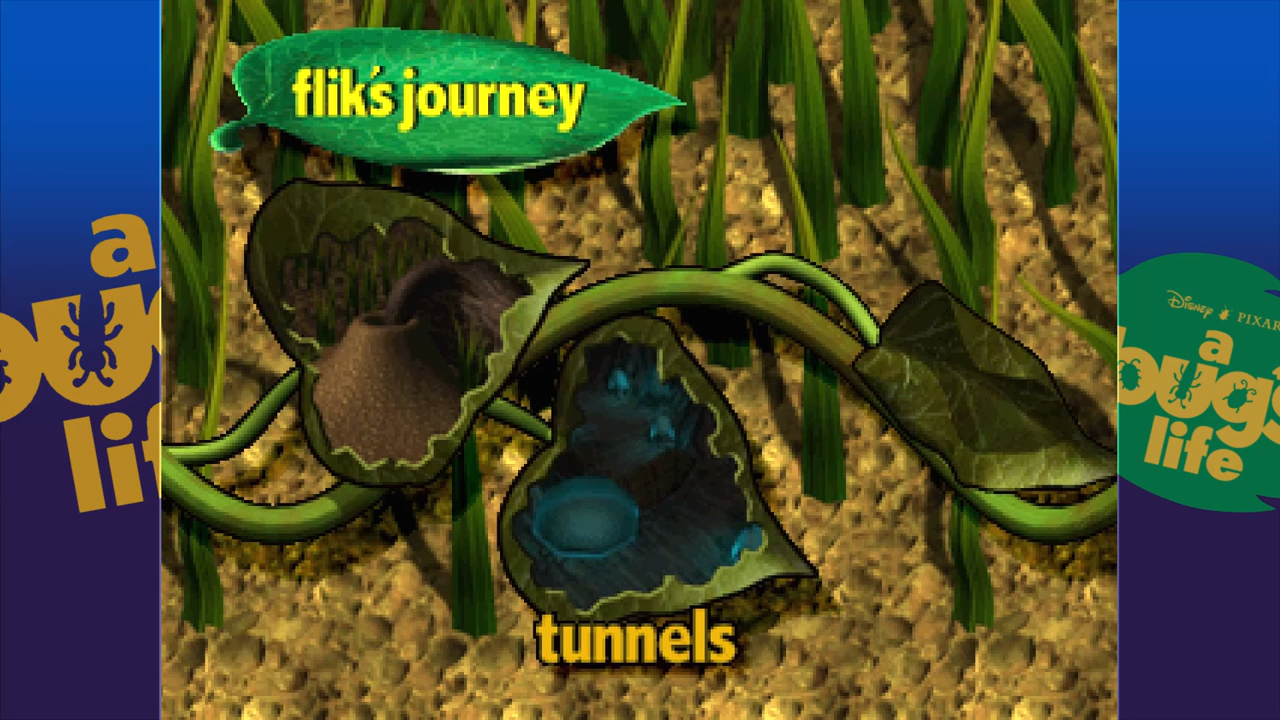 flik's journey
a
bug
life
DISNEY PIXAR
a
bug's
life
tunnels